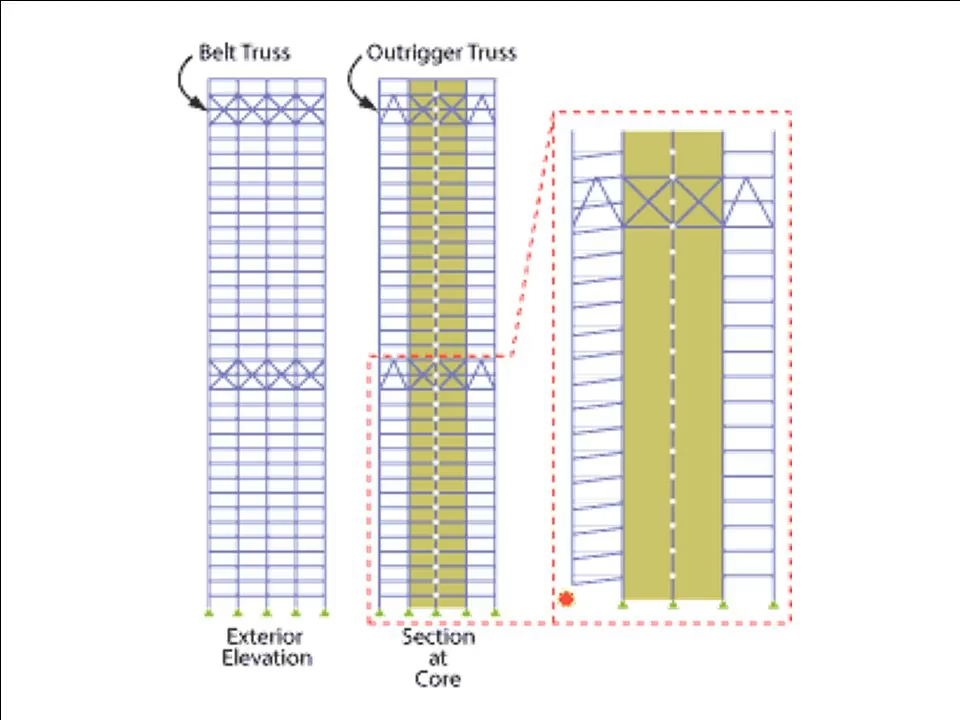 Belt Truss
Outrigger Truss
Exterior
Elevation
Section
at
Core